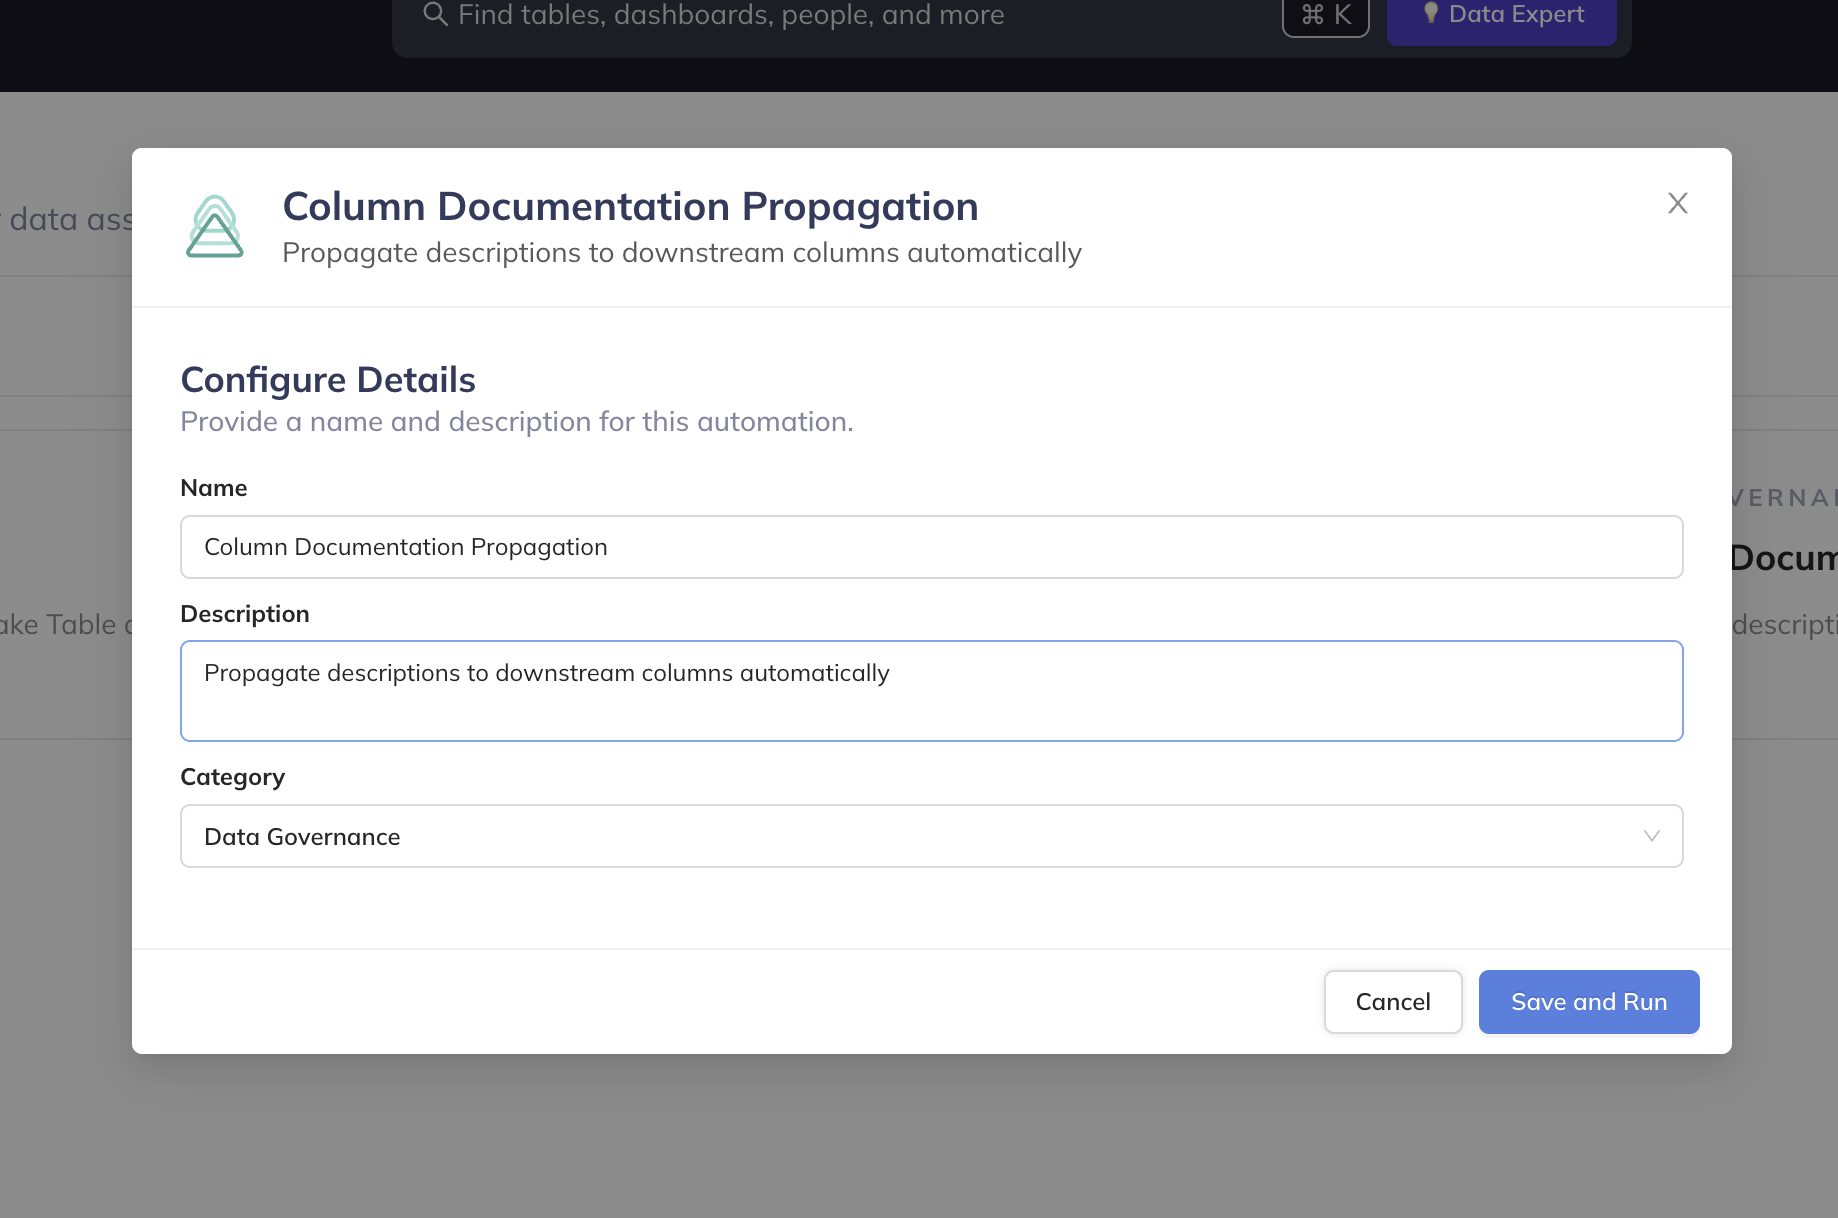 Find tables, dashboards, people, and more
⌘ K
Data Expert
data ass
Column Documentation Propagation
Propagate descriptions to downstream columns automatically
Configure Details
Provide a name and description for this automation.
Name
Column Documentation Propagation
Description
Propagate descriptions to downstream columns automatically
Category
Data Governance
Cancel
Save and Run
VERNA
Docum
ake Table
descripti